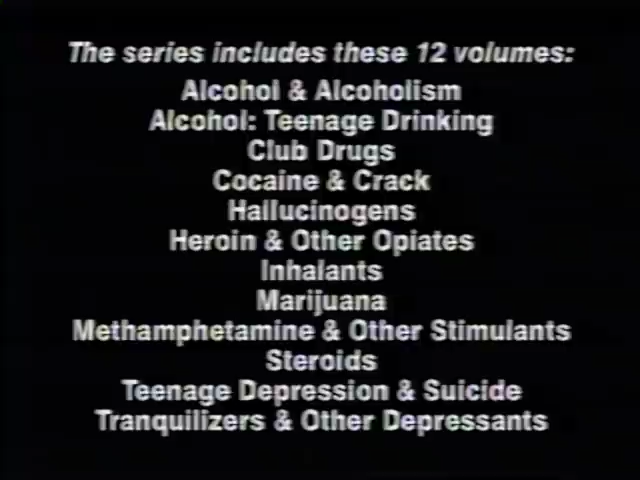 The series includes these 12 volumes:
Alcohol & Alcoholism
Alcohol: Teenage Drinking
Club Drugs
Cocaine & Crack
Hallucinogens
Heroin & Other Opiates
Inhalants
Marijuana
Methamphetamine & Other Stimulants
Steroids
Teenage Depression & Suicide
Tranquilizers & Other Depressants